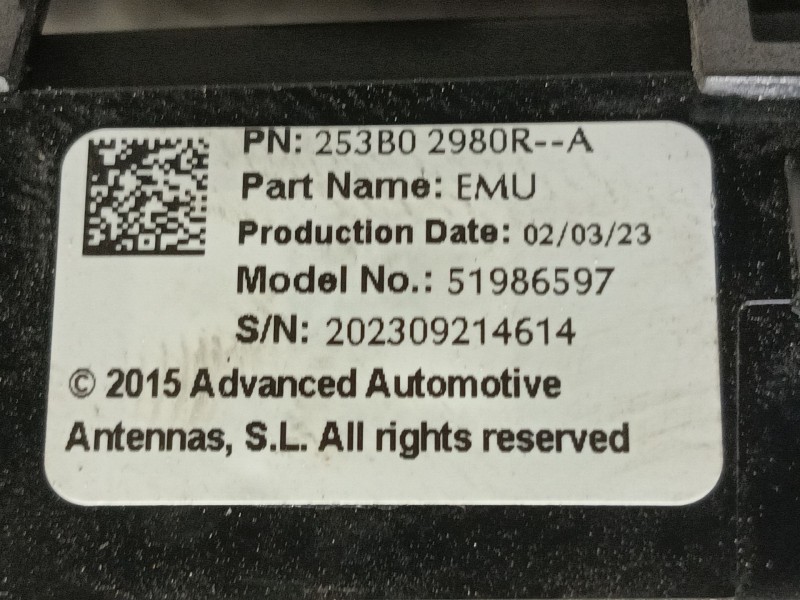 PN: 253B0 2980R--A
Part Name: EMU
Production Date: 02/03/23
Model No.: 51986597
S/N: 202309214614
© 2015 Advanced Automotive
Antennas, S.L. All rights reserved